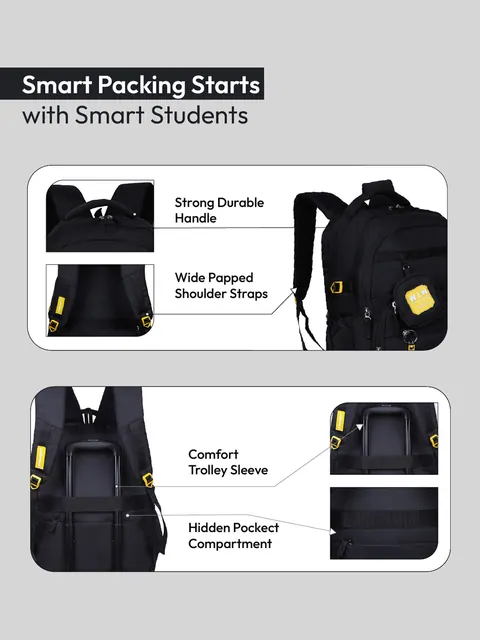 Smart Packing Starts
with Smart Students
Strong Durable
Handle
Wide Papped
Shoulder Straps
Comfort
Trolley Sleeve
Hidden Pockect
Compartment